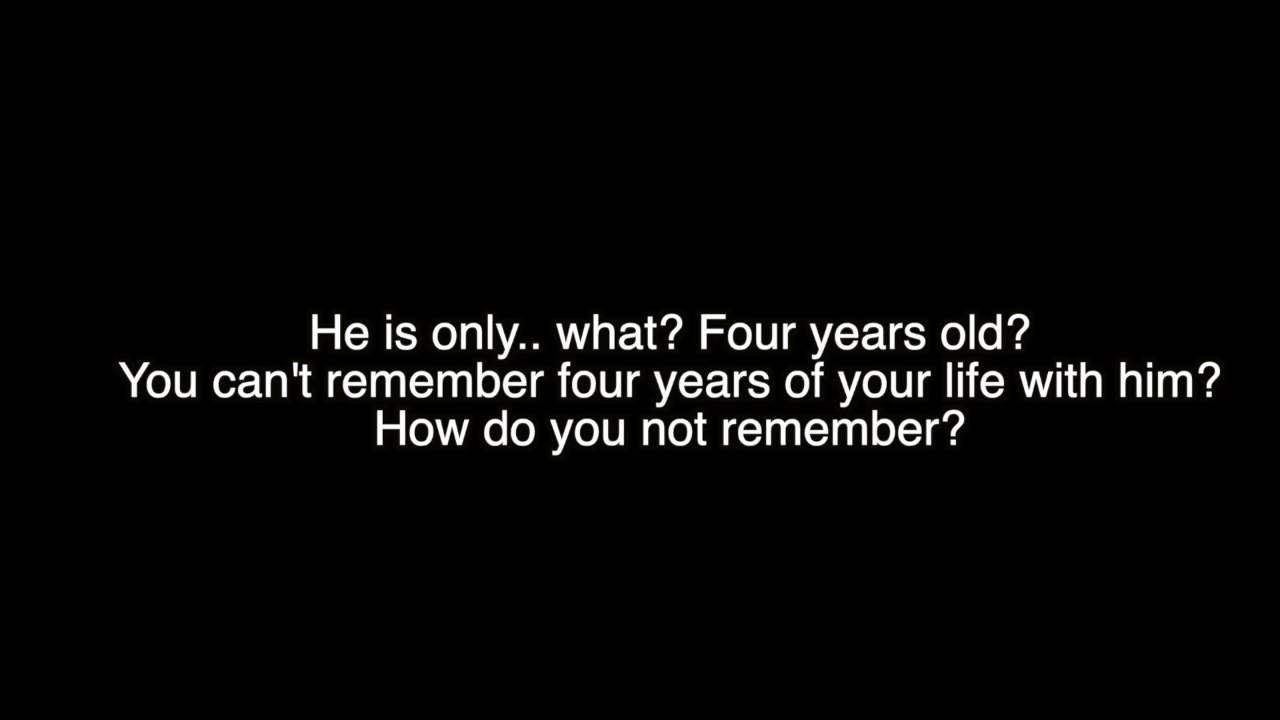 He is only.. what? Four years old?
You can't remember four years of your life with him?
How do you not remember?